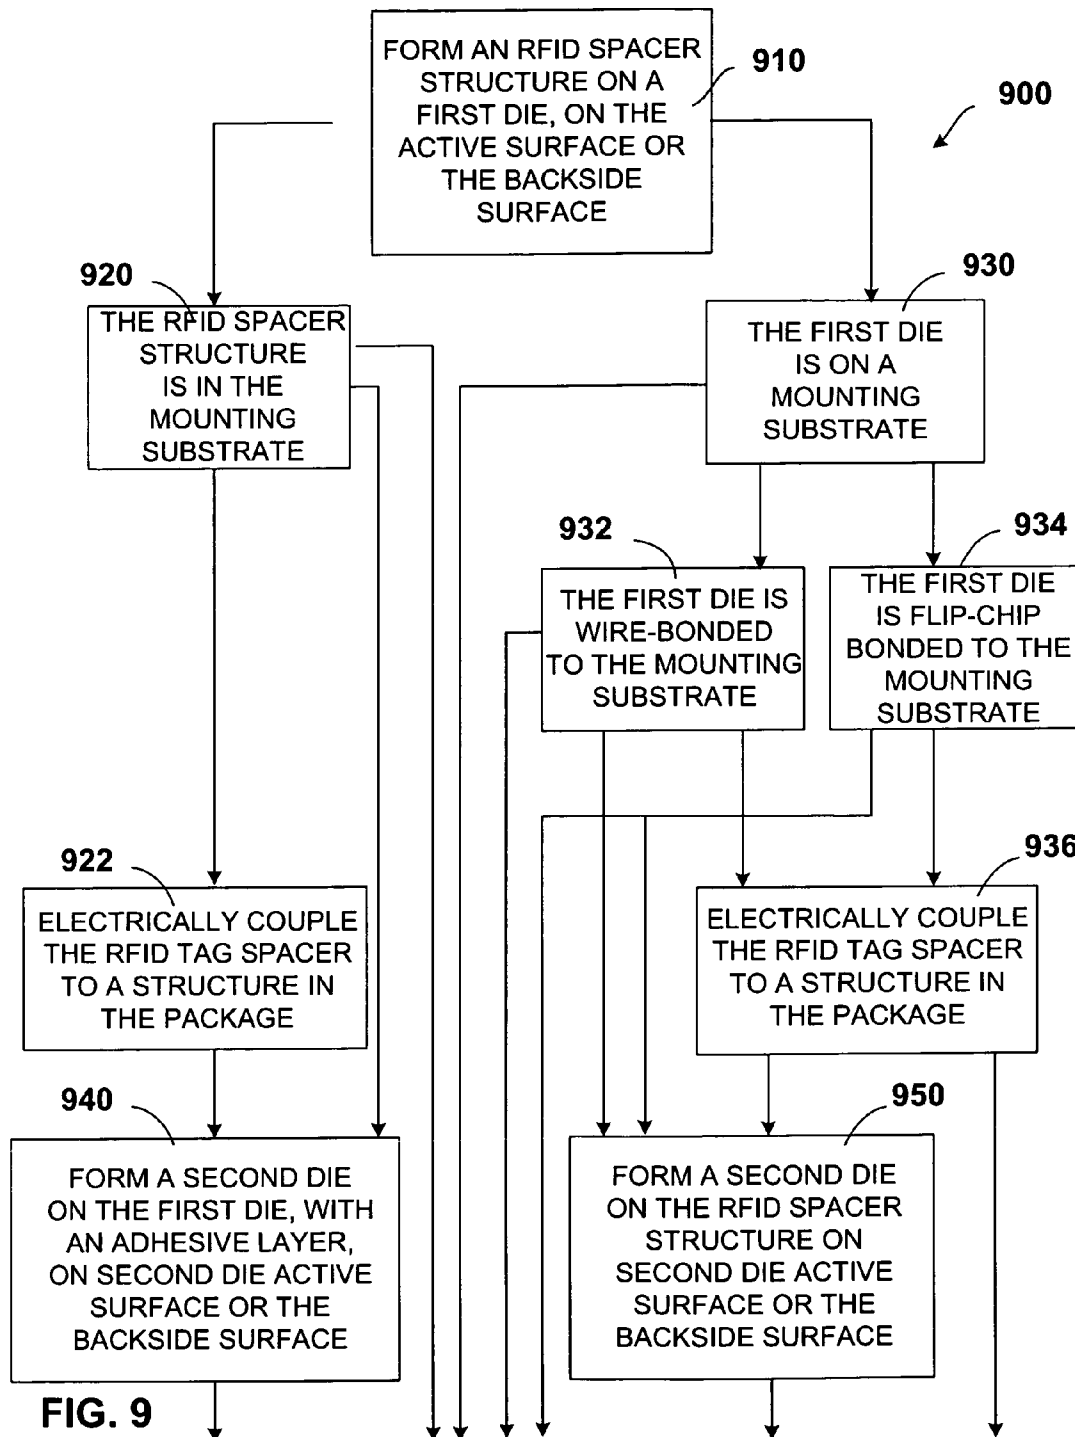 FORM AN RFID SPACER
STRUCTURE ON A
FIRST DIE, ON THE
ACTIVE SURFACE OR
THE BACKSIDE
SURFACE
910
900
920
THE RFID SPACER
STRUCTURE
IS IN THE
MOUNTING
SUBSTRATE
930
THE FIRST DIE
IS ON A
MOUNTING
SUBSTRATE
932
THE FIRST DIE IS
WIRE-BONDED
TO THE MOUNTING
SUBSTRATE
934
THE FIRST DIE
IS FLIP-CHIP
BONDED TO THE
MOUNTING
SUBSTRATE
922
ELECTRICALLY COUPLE
THE RFID TAG SPACER
TO A STRUCTURE IN
THE PACKAGE
936
ELECTRICALLY COUPLE
THE RFID TAG SPACER
TO A STRUCTURE IN
THE PACKAGE
940
FORM A SECOND DIE
ON THE FIRST DIE, WITH
AN ADHESIVE LAYER,
ON SECOND DIE ACTIVE
SURFACE OR THE
BACKSIDE SURFACE
950
FORM A SECOND DIE
ON THE RFID SPACER
STRUCTURE ON
SECOND DIE ACTIVE
SURFACE OR THE
BACKSIDE SURFACE
FIG. 9